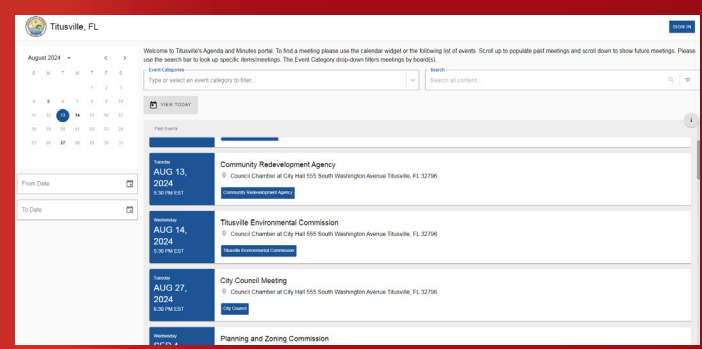 Titusville, FL
SIGN IN
August 2024
S M T W T F S
1 2 3
4 5 6 7 8 9 10
11 12 13 14 15 16 17
18 19 20 21 22 23 24
25 26 27 28 29 30 31
From Date
To Date
Welcome to Titusville's Agenda and Minutes portal. To find a meeting please use the calendar widget or the following list of events. Scroll up to populate past meetings and scroll down to show future meetings. Please
use the search bar to look up specific items/meetings. The Event Category drop-down filters meetings by board(s).
Event Categories
Type or select an event category to filter...
Search
Search all content...
VIEW TODAY
Past Events
Tuesday
AUG 13,
2024
5:30 PM EST
Community Redevelopment Agency
Council Chamber at City Hall 555 South Washington Avenue Titusville, FL 32796
Community Redevelopment Agency
Wednesday
AUG 14,
2024
5:30 PM EST
Titusville Environmental Commission
Council Chamber at City Hall 555 South Washington Avenue Titusville, FL 32796
Titusville Environmental Commission
Tuesday
AUG 27,
2024
6:30 PM EST
City Council Meeting
Council Chamber at City Hall 555 South Washington Avenue Titusville, FL 32796
City Council
Wednesday
SEP 4
Planning and Zoning Commission